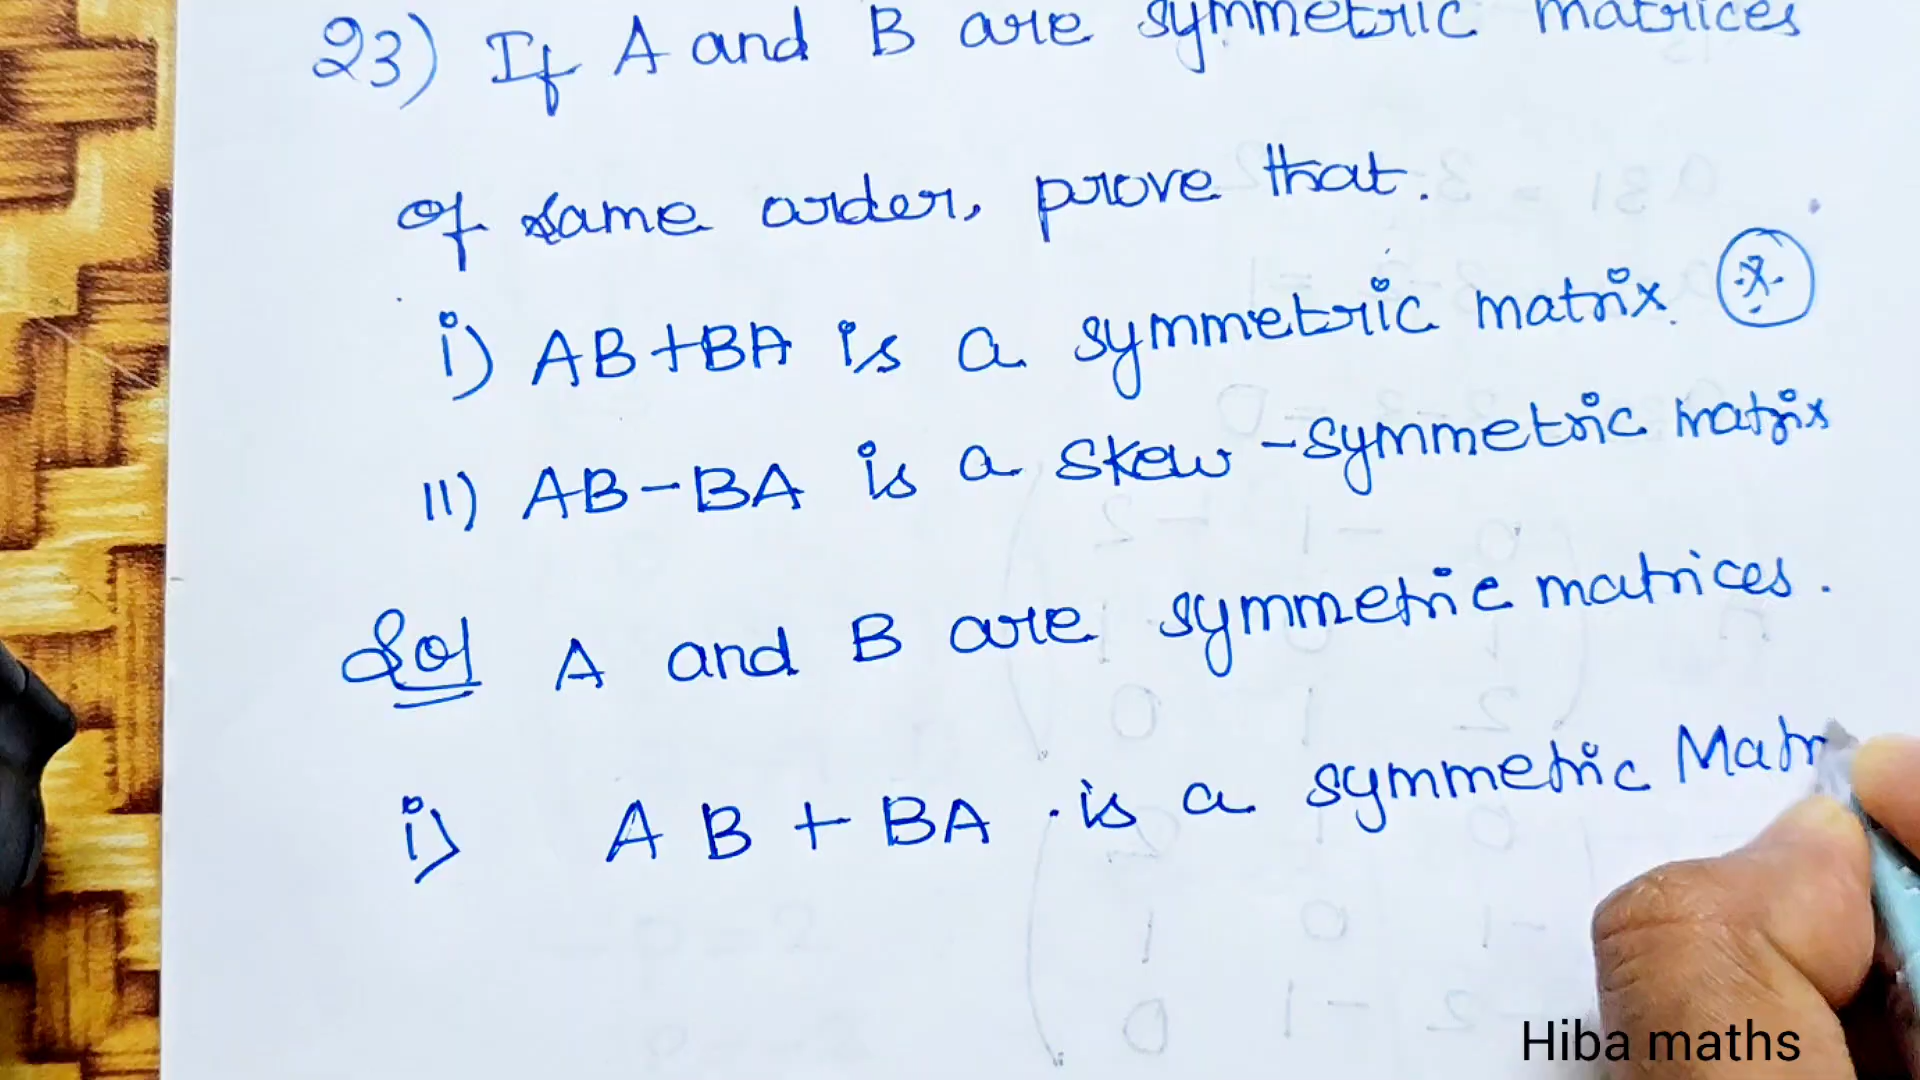 23) If A and B are symmetric matrices
of same order, prove that.
i) AB+BA is a symmetric matrix.
II) AB-BA is a skew-symmetric matrix
Sol A and B are symmetric matrices.
i) AB + BA is a symmetric Matr
Hiba maths